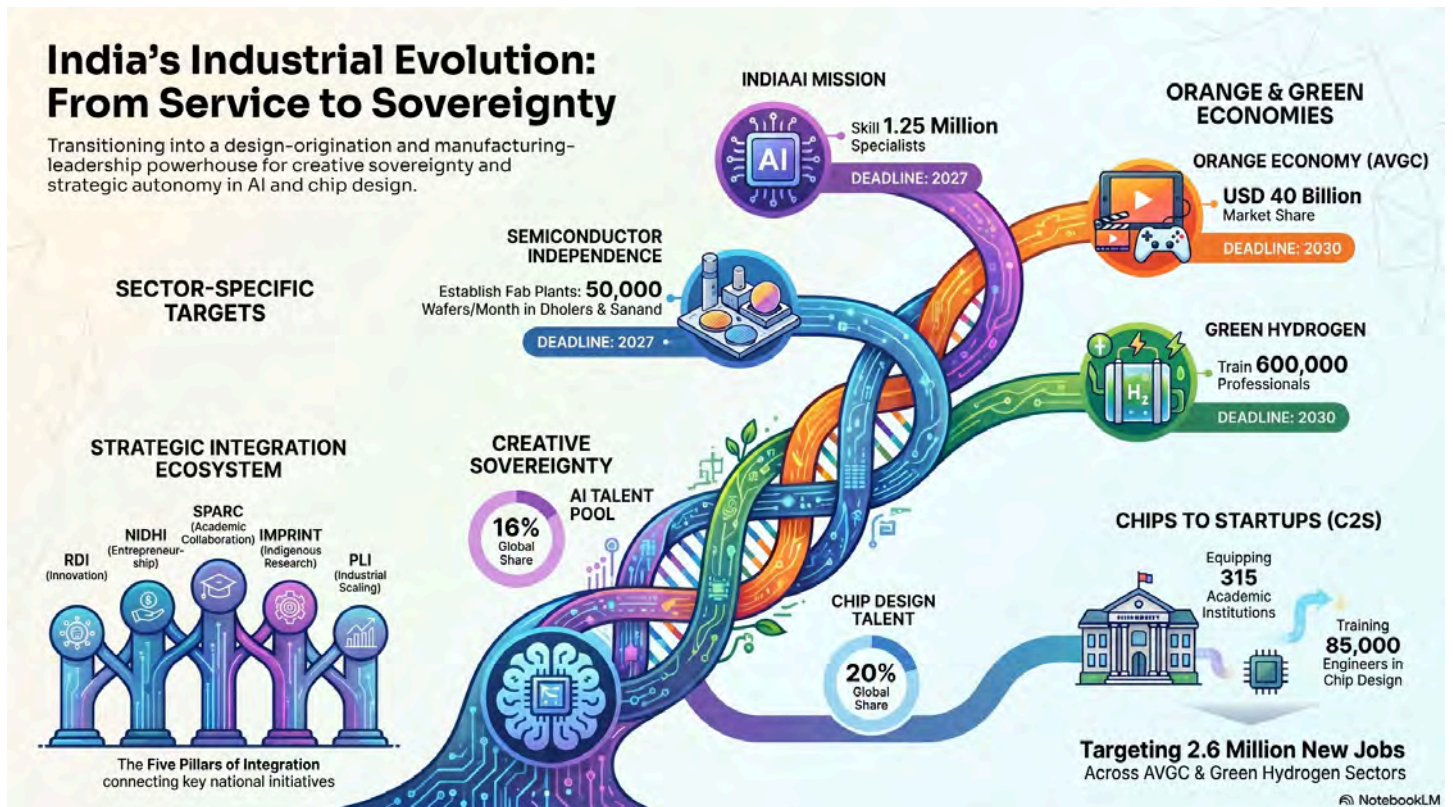 India's Industrial Evolution:
From Service to Sovereignty
Transitioning into a design-origination and manufacturing-
leadership powerhouse for creative sovereignty and
strategic autonomy in AI and chip design.
SECTOR-SPECIFIC
TARGETS
INDIAAI MISSION
AI
Skill 1.25 Million
Specialists
DEADLINE: 2027
SEMICONDUCTOR
INDEPENDENCE
Establish Fab Plants: 50,000
Wafers/Month in Dholers & Sanand
DEADLINE: 2027
ORANGE & GREEN
ECONOMIES
ORANGE ECONOMY (AVGC)
USD 40 Billion
Market Share
DEADLINE: 2030
GREEN HYDROGEN
H2
Train 600,000
Professionals
DEADLINE: 2030
STRATEGIC INTEGRATION
ECOSYSTEM
RDI
(Innovation)
NIDHI
(Entrepreneur-
ship)
SPARC
(Academic
Collaboration)
IMPRINT
(Indigenous
Research)
PLI
(Industrial
Scaling)
The Five Pillars of Integration
connecting key national initiatives
CREATIVE
SOVEREIGNTY
AI TALENT
POOL
16%
Global
Share
CHIP DESIGN
TALENT
20%
Global
Share
CHIPS TO STARTUPS (C2S)
Equipping
315
Academic
Institutions
Training
85,000
Engineers in
Chip Design
Targeting 2.6 Million New Jobs
Across AVGC & Green Hydrogen Sectors
NotebookLM